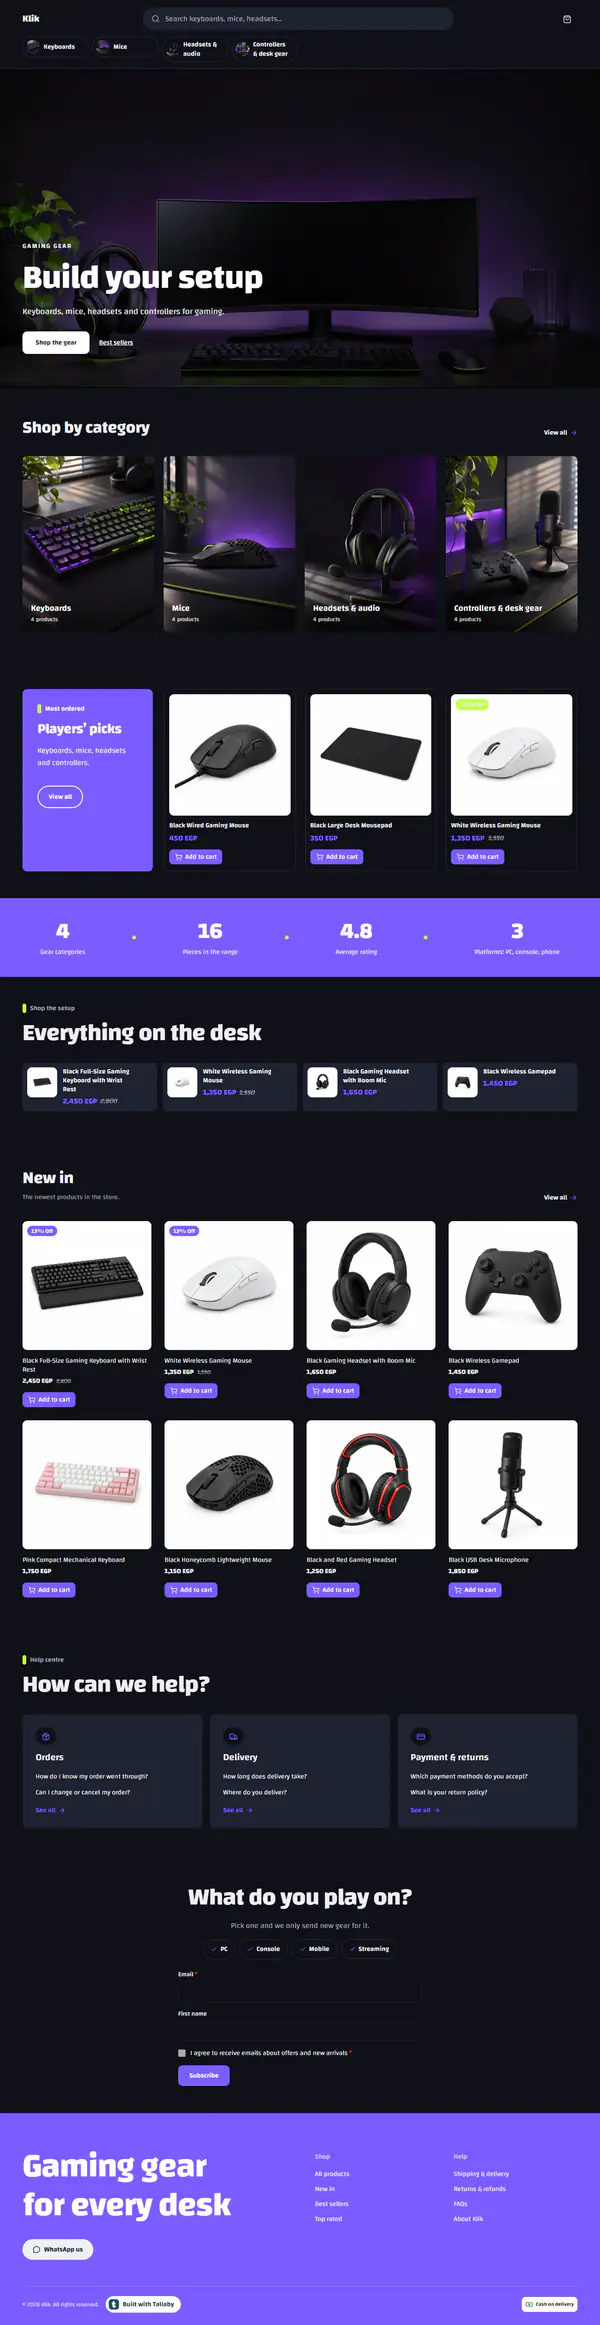 Klik
Search keyboards, mice, headsets...
Keyboards
Mice
Headsets &
audio
Controllers
& desk gear
GAMING GEAR
Build your setup
Keyboards, mice, headsets and controllers for gaming.
Shop the gear
Best sellers
Shop by category
View all
Keyboards
4 products
Mice
4 products
Headsets & audio
4 products
Controllers & desk gear
4 products
Most ordered
Players' picks
Keyboards, mice, headsets
and controllers.
View all
Black Wired Gaming Mouse
450 EGP
Add to cart
Black Large Desk Mousepad
350 EGP
Add to cart
White Wireless Gaming Mouse
1,350 EGP 1,550
Add to cart
4
Gear categories
16
Pieces in the range
4.8
Average rating
3
Platforms: PC, console, phone
Shop the setup
Everything on the desk
Black Full-Size Gaming
Keyboard with Wrist
Rest
2,450 EGP 2,800
White Wireless Gaming
Mouse
1,350 EGP 1,550
Black Gaming Headset
with Boom Mic
1,650 EGP
Black Wireless Gamepad
1,450 EGP
New in
The newest products in the store.
View all
13% Off
Black Full-Size Gaming Keyboard with Wrist
Rest
2,450 EGP 2,800
Add to cart
13% Off
White Wireless Gaming Mouse
1,350 EGP 1,550
Add to cart
Black Gaming Headset with Boom Mic
1,650 EGP
Add to cart
Black Wireless Gamepad
1,450 EGP
Add to cart
Pink Compact Mechanical Keyboard
1,750 EGP
Add to cart
Black Honeycomb Lightweight Mouse
1,150 EGP
Add to cart
Black and Red Gaming Headset
1,250 EGP
Add to cart
Black USB Desk Microphone
1,850 EGP
Add to cart
Help centre
How can we help?
Orders
How do I know my order went through?
Can I change or cancel my order?
See all
Delivery
How long does delivery take?
Where do you deliver?
See all
Payment & returns
Which payment methods do you accept?
What is your return policy?
See all
What do you play on?
Pick one and we only send new gear for it.
PC
Console
Mobile
Streaming
Email *
First name
I agree to receive emails about offers and new arrivals *
Subscribe
Gaming gear
for every desk
WhatsApp us
Shop
All products
New in
Best sellers
Top rated
Help
Shipping & delivery
Returns & refunds
FAQs
About Klik
© 2026 Klik. All rights reserved.
Built with Tallaby
Cash on delivery